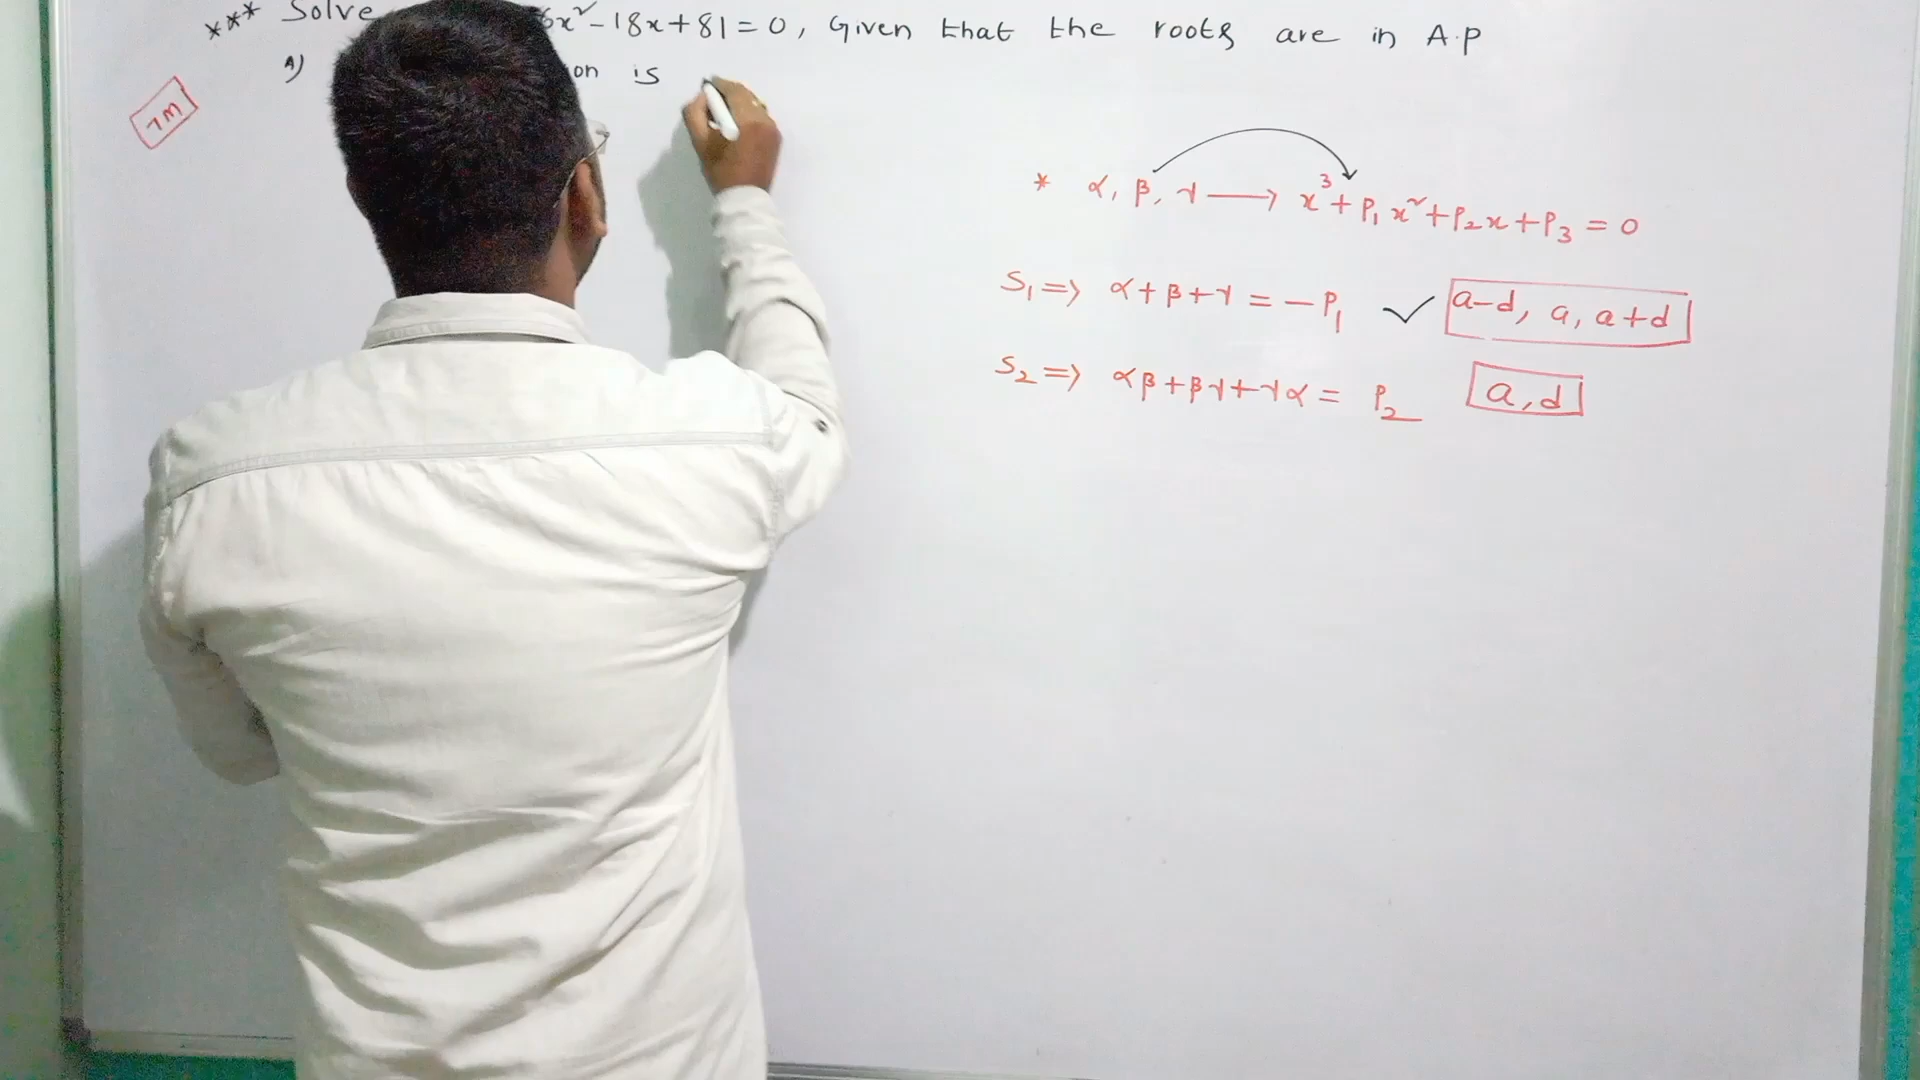 *** Solve 6x²-18x+81=0, Given that the roots are in A.P
A) on is
7M
* α, β, γ → x³+P₁x²+P₂x+P₃=0
S₁⇒ α+β+γ=-P₁ ✓ a-d, a, a+d
S₂⇒ αβ+βγ+γα= P₂ a,d